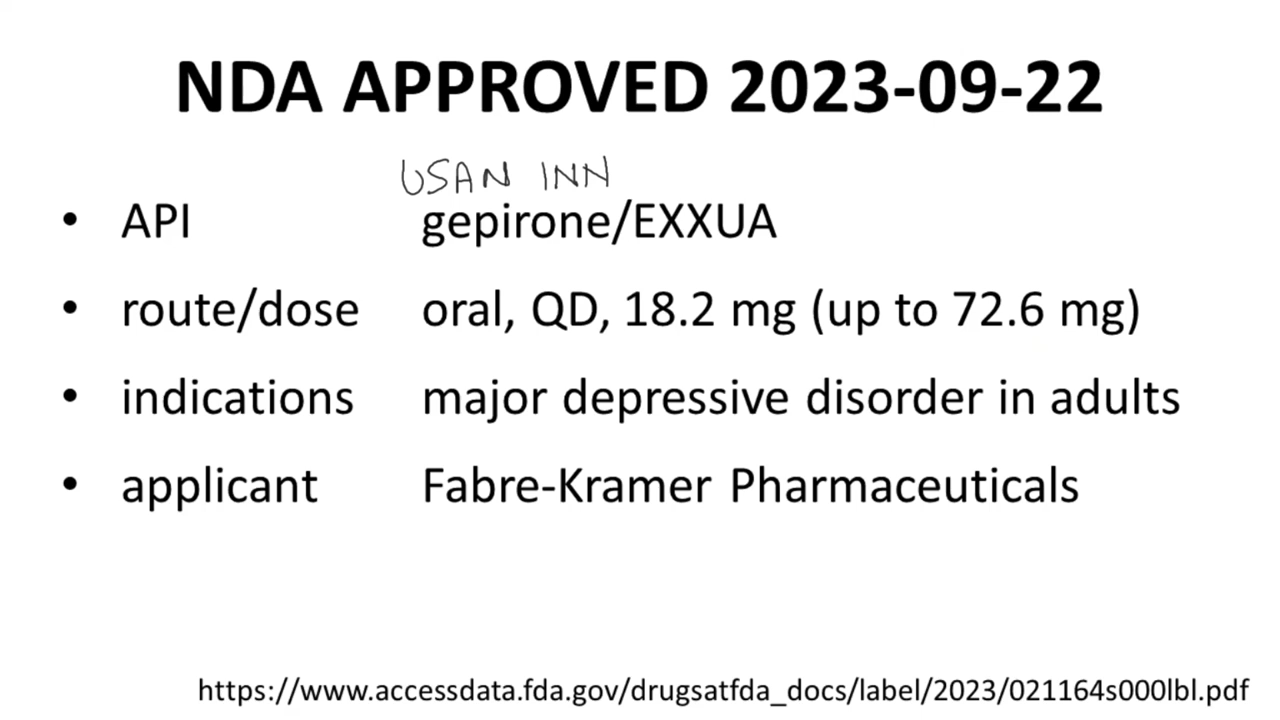 NDA APPROVED 2023-09-22
USAN INN
• API gepirone/EXXUA
• route/dose oral, QD, 18.2 mg (up to 72.6 mg)
• indications major depressive disorder in adults
• applicant Fabre-Kramer Pharmaceuticals
https://www.accessdata.fda.gov/drugsatfda_docs/label/2023/021164s000lbl.pdf